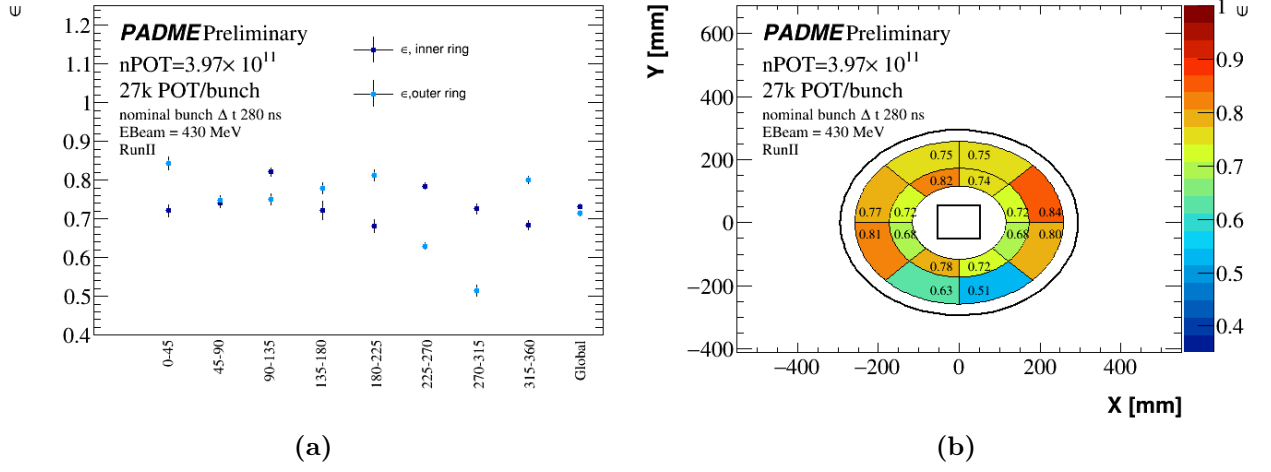 ∈
1.2
1.1
1
0.9
0.8
0.7
0.6
0.5
0.4
PADME Preliminary
nPOT=3.97× 10^11
27k POT/bunch
nominal bunch Δ t 280 ns
EBeam = 430 MeV
RunII
∈, inner ring
∈,outer ring
0-45
45-90
90-135
135-180
180-225
225-270
270-315
315-360
Global
(a)
Y [mm]
600
400
200
0
−200
−400
PADME Preliminary
nPOT=3.97× 10^11
27k POT/bunch
nominal bunch Δ t 280 ns
EBeam = 430 MeV
RunII
0.75 0.75
0.82 0.74
0.77 0.72 0.72 0.84
0.81 0.68 0.68 0.80
0.78 0.72
0.63 0.51
−400 −200 0 200 400
X [mm]
1 ∈
0.9
0.8
0.7
0.6
0.5
0.4
(b)